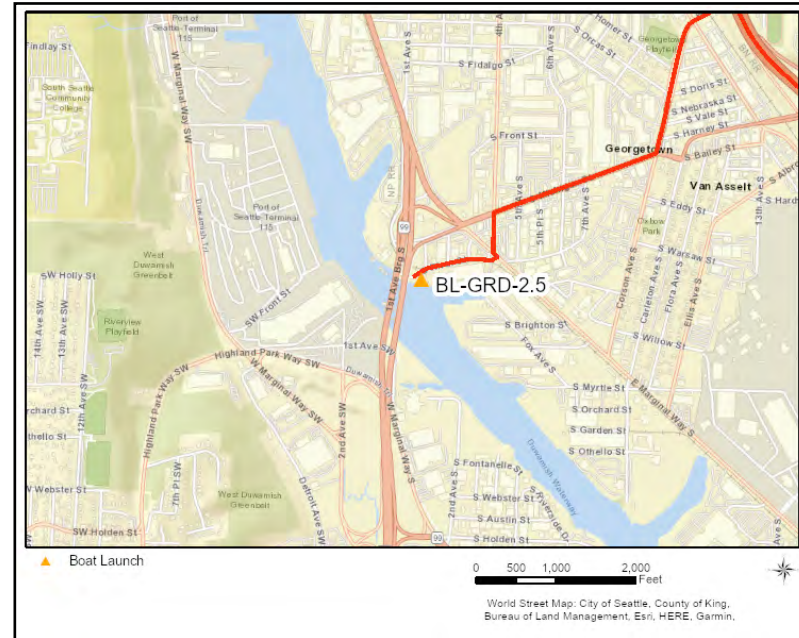 Findlay St
Port of
Seattle-Terminal
115
W Marginal Way SW
1st Ave S
4th Ave S
6th Ave S
S Homer St
S Orcas St
Georgetown
Playfield
S Fidalgo St
South Seattle
Community
College
NP RR
S Front St
S Doris St
S Nebraska St
S Vale St
S Harney St
Georgetown
S Bailey St
Van Asselt
Port of
Seattle-Terminal
115
Duwamish Trl
99
5th Ave S
5th Pl S
7th Ave S
S Eddy St
Oxbow
Park
13th Ave S
West
Duwamish
Greenbelt
1st Ave Brg S
S Warsaw St
Corson Ave S
Carleton Ave S
Flora Ave S
Ellis Ave S
SW Holly St
BL-GRD-2.5
Riverview
Playfield
SW Front St
14th Ave SW
13th Ave SW
12th Ave SW
1st Ave SW
S Brighton St
Fox Ave S
S Willow St
Highland Park Way SW
W Marginal Way SW
2nd Ave SW
W Marginal Way S
E Marginal Way S
S Myrtle St
S Orchard St
S Garden St
S Othello St
Orchard St
Othello St
Highland Park Way SW
7th Pl SW
Detroit Ave SW
West Duwamish
Greenbelt
Duwamish Waterway
S Fontanelle St
2nd Ave S
S Webster St
S Riverside Dr
S Austin St
S Holden St
W Webster St
SW Holden St
99
Boat Launch
0 500 1,000 2,000
Feet
World Street Map: City of Seattle, County of King,
Bureau of Land Management, Esri, HERE, Garmin,